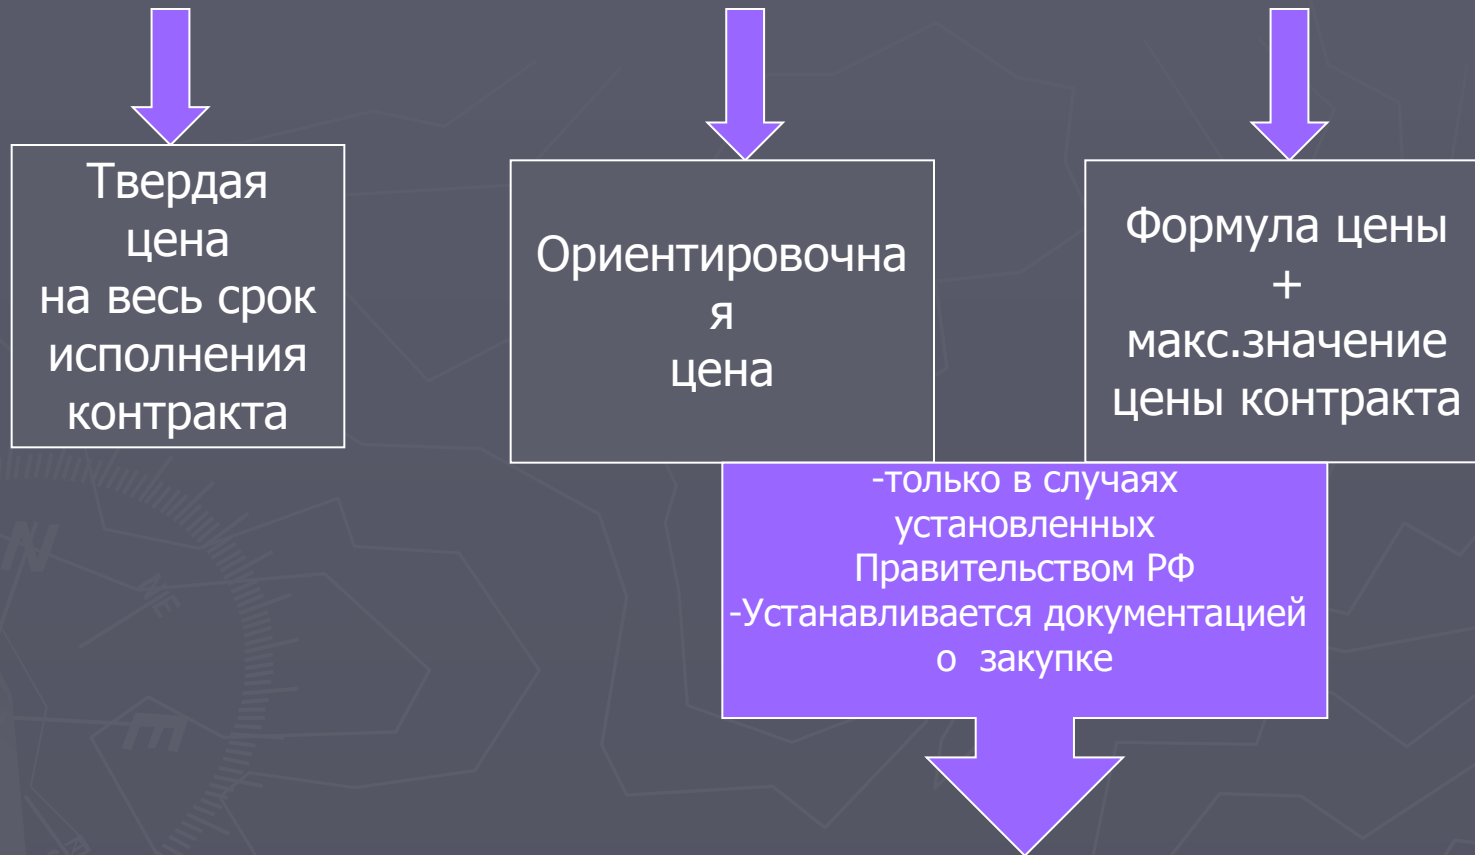 Твердая
цена
на весь срок
исполнения
контракта
Ориентировочна
я
цена
Формула цены
+
макс.значение
цены контракта
-только в случаях
установленных
Правительством РФ
-Устанавливается документацией
о закупке
N
NE
E